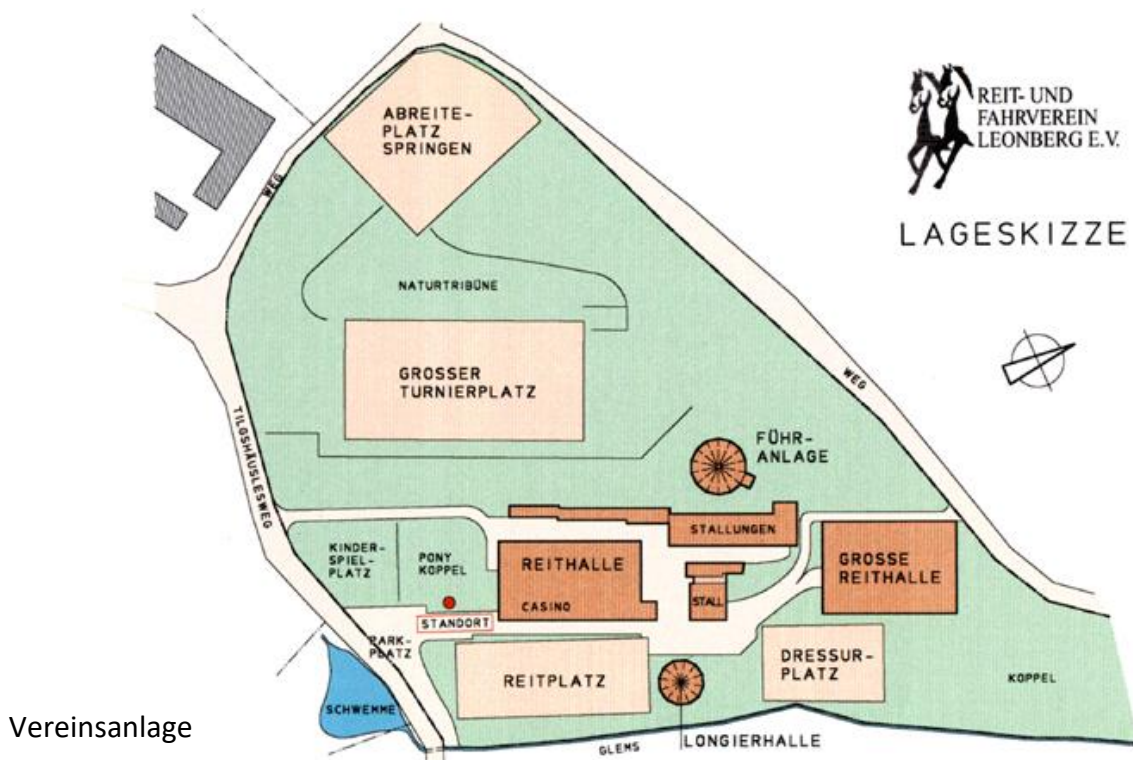 ABREITE-
PLATZ
SPRINGEN
REIT- UND
FAHRVEREIN
LEONBERG E.V.
LAGESKIZZE
WEG
NATURTRIBÜNE
GROSSER
TURNIERPLATZ
WEG
TILGSHÄUSLESWEG
FÜHR-
ANLAGE
STALLUNGEN
KINDER-
SPIEL-
PLATZ
PONY
KOPPEL
REITHALLE
CASINO
STALL
GROSSE
REITHALLE
STANDORT
PARK-
PLATZ
REITPLATZ
DRESSUR-
PLATZ
KOPPEL
SCHWEMME
Vereinsanlage
GLEMS
LONGIERHALLE